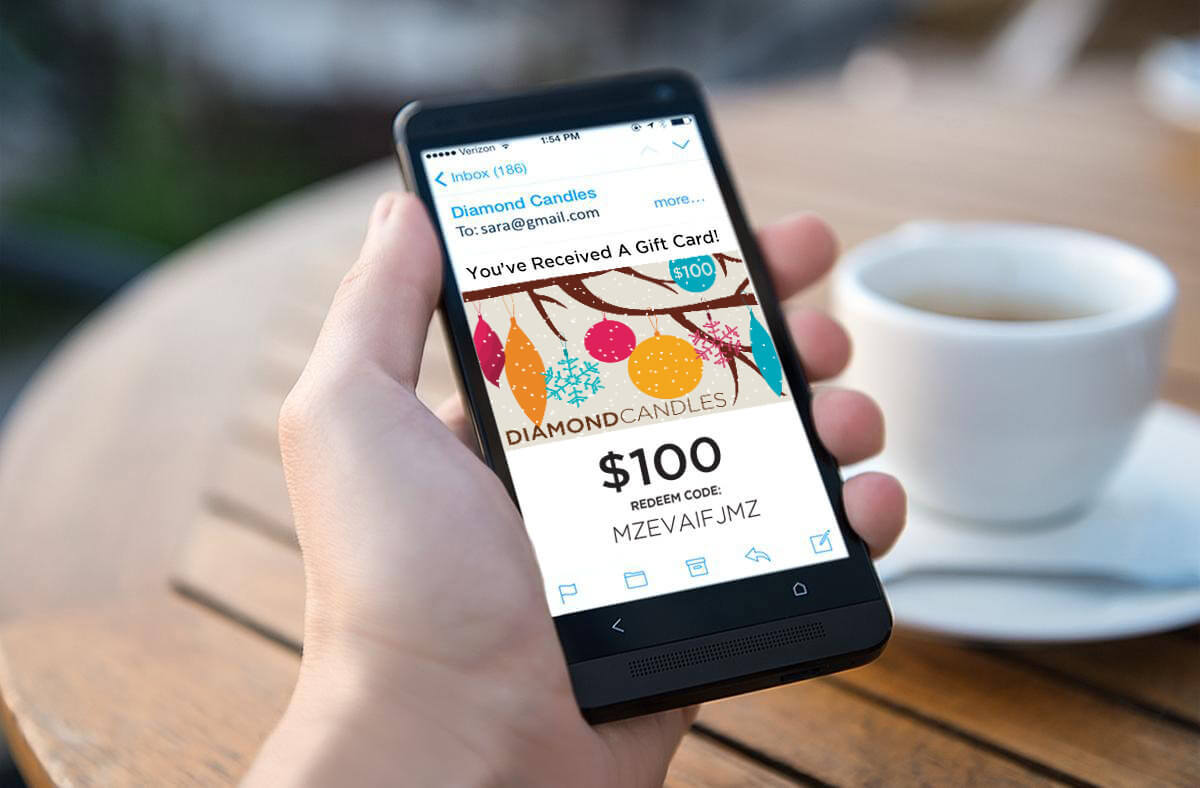 Verizon 1:54 PM
Inbox (186)
Diamond Candles
more...
To: sara@gmail.com
You've Received A Gift Card!
$100
DIAMONDCANDLES
$100
REDEEM CODE:
MZEVAIFJMZ